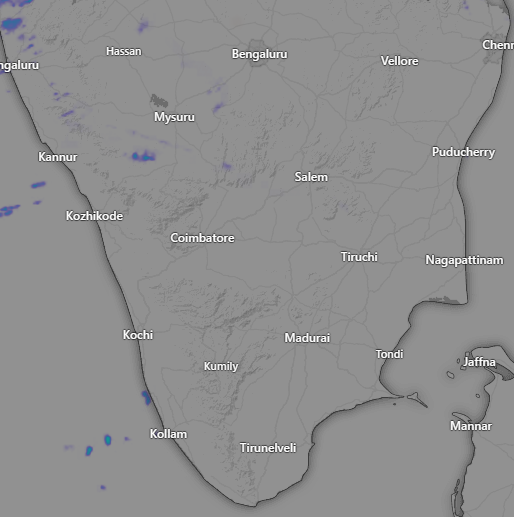 Hassan
Bengaluru
Chenn
ngaluru
Vellore
Mysuru
Kannur
Puducherry
Salem
Kozhikode
Coimbatore
Tiruchi
Nagapattinam
Kochi
Madurai
Tondi
Jaffna
Kumily
Mannar
Kollam
Tirunelveli